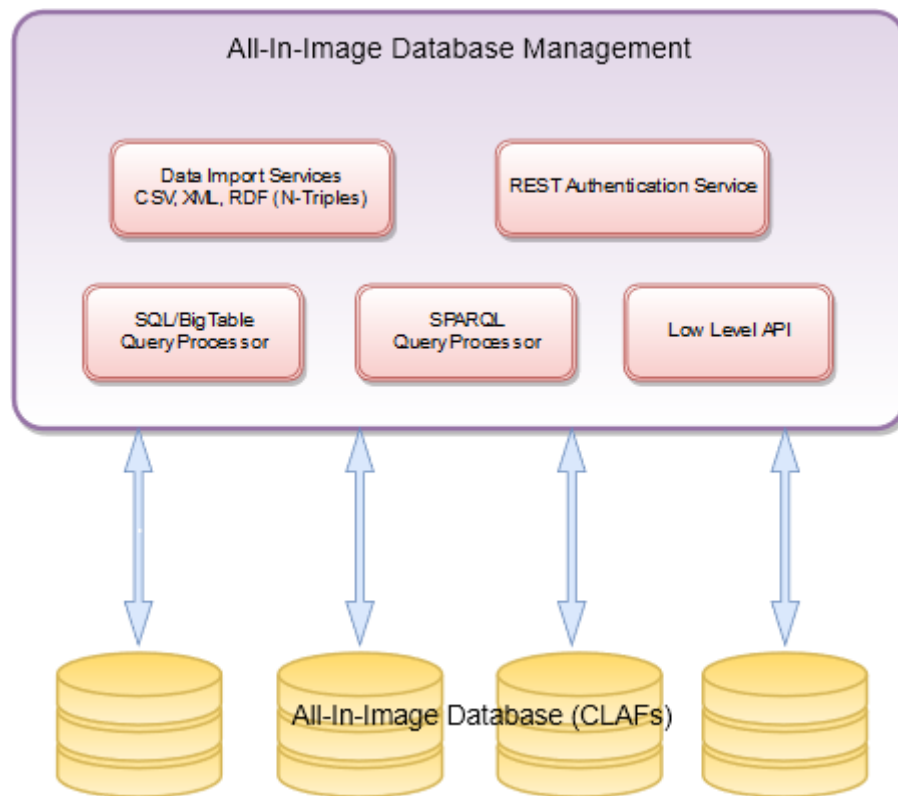 All-In-Image Database Management
Data Import Services
CSV, XML, RDF (N-Triples)
REST Authentication Service
SQL/BigTable
Query Processor
SPARQL
Query Processor
Low Level API
All-In-Image Database (CLAFs)